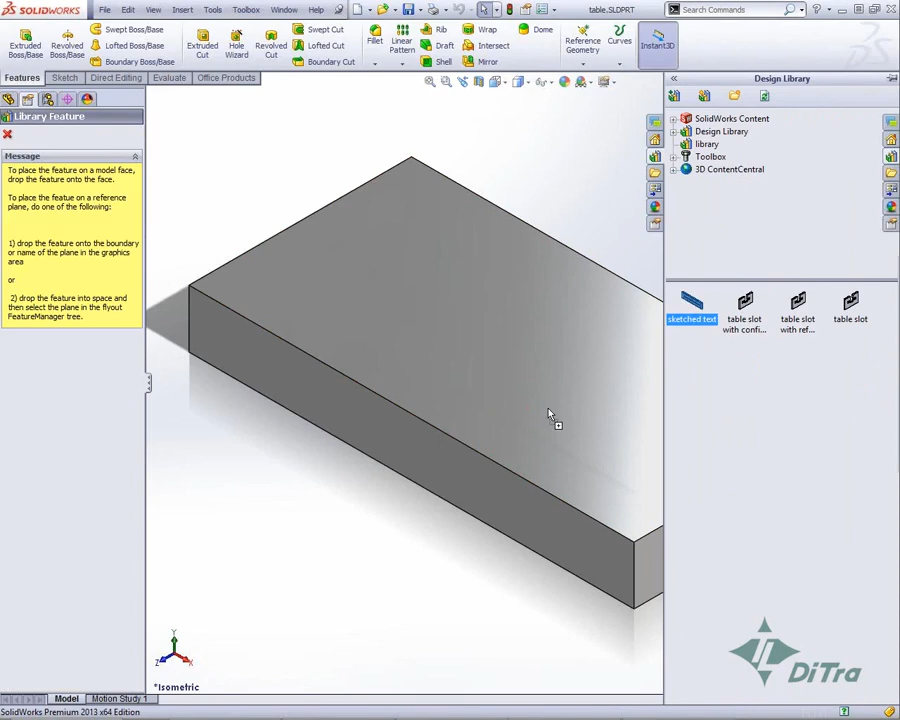 SOLIDWORKS File Edit View Insert Tools Toolbox Window Help table.SLDPRT Search Commands
Extruded Boss/Base
Revolved Boss/Base
Swept Boss/Base
Lofted Boss/Base
Boundary Boss/Base
Extruded Cut
Hole Wizard
Revolved Cut
Swept Cut
Lofted Cut
Boundary Cut
Fillet
Linear Pattern
Rib
Draft
Shell
Wrap
Intersect
Mirror
Dome
Reference Geometry
Curves
Instant3D
Features Sketch Direct Editing Evaluate Office Products
Library Feature
Message
To place the feature on a model face,
drop the feature onto the face.
To place the featue on a reference
plane, do one of the following:
1) drop the feature onto the boundary
or name of the plane in the graphics
area
or
2) drop the feature into space and
then select the plane in the flyout
FeatureManager tree.
Design Library
SolidWorks Content
Design Library
library
Toolbox
3D ContentCentral
sketched text
table slot with confi...
table slot with ref...
table slot
Y
Z
X
*Isometric
DiTra
Model Motion Study 1
SolidWorks Premium 2013 x64 Edition